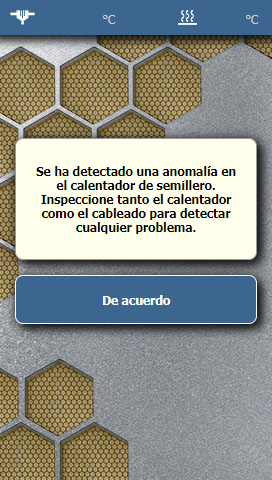 °C °C
Se ha detectado una anomalía en
el calentador de semillero.
Inspeccione tanto el calentador
como el cableado para detectar
cualquier problema.
De acuerdo